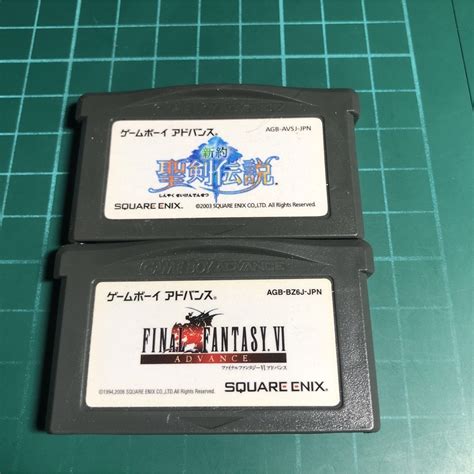 ゲームボーイ アドバンス
AGB-AVSJ-JPN
新約
聖剣伝説
しんやくせいけんでんせつ
SQUARE ENIX.
©2003 SQUARE ENIX CO., LTD. All Rights Reserved.
GAME BOY ADVANCE
ゲームボーイ アドバンス
AGB-BZ6J-JPN
FINAL FANTASY VI
ADVANCE
ファイナルファンタジーVI アドバンス
©1994,2006 SQUARE ENIX CO.,LTD. All Rights Reserved.
SQUARE ENIX.